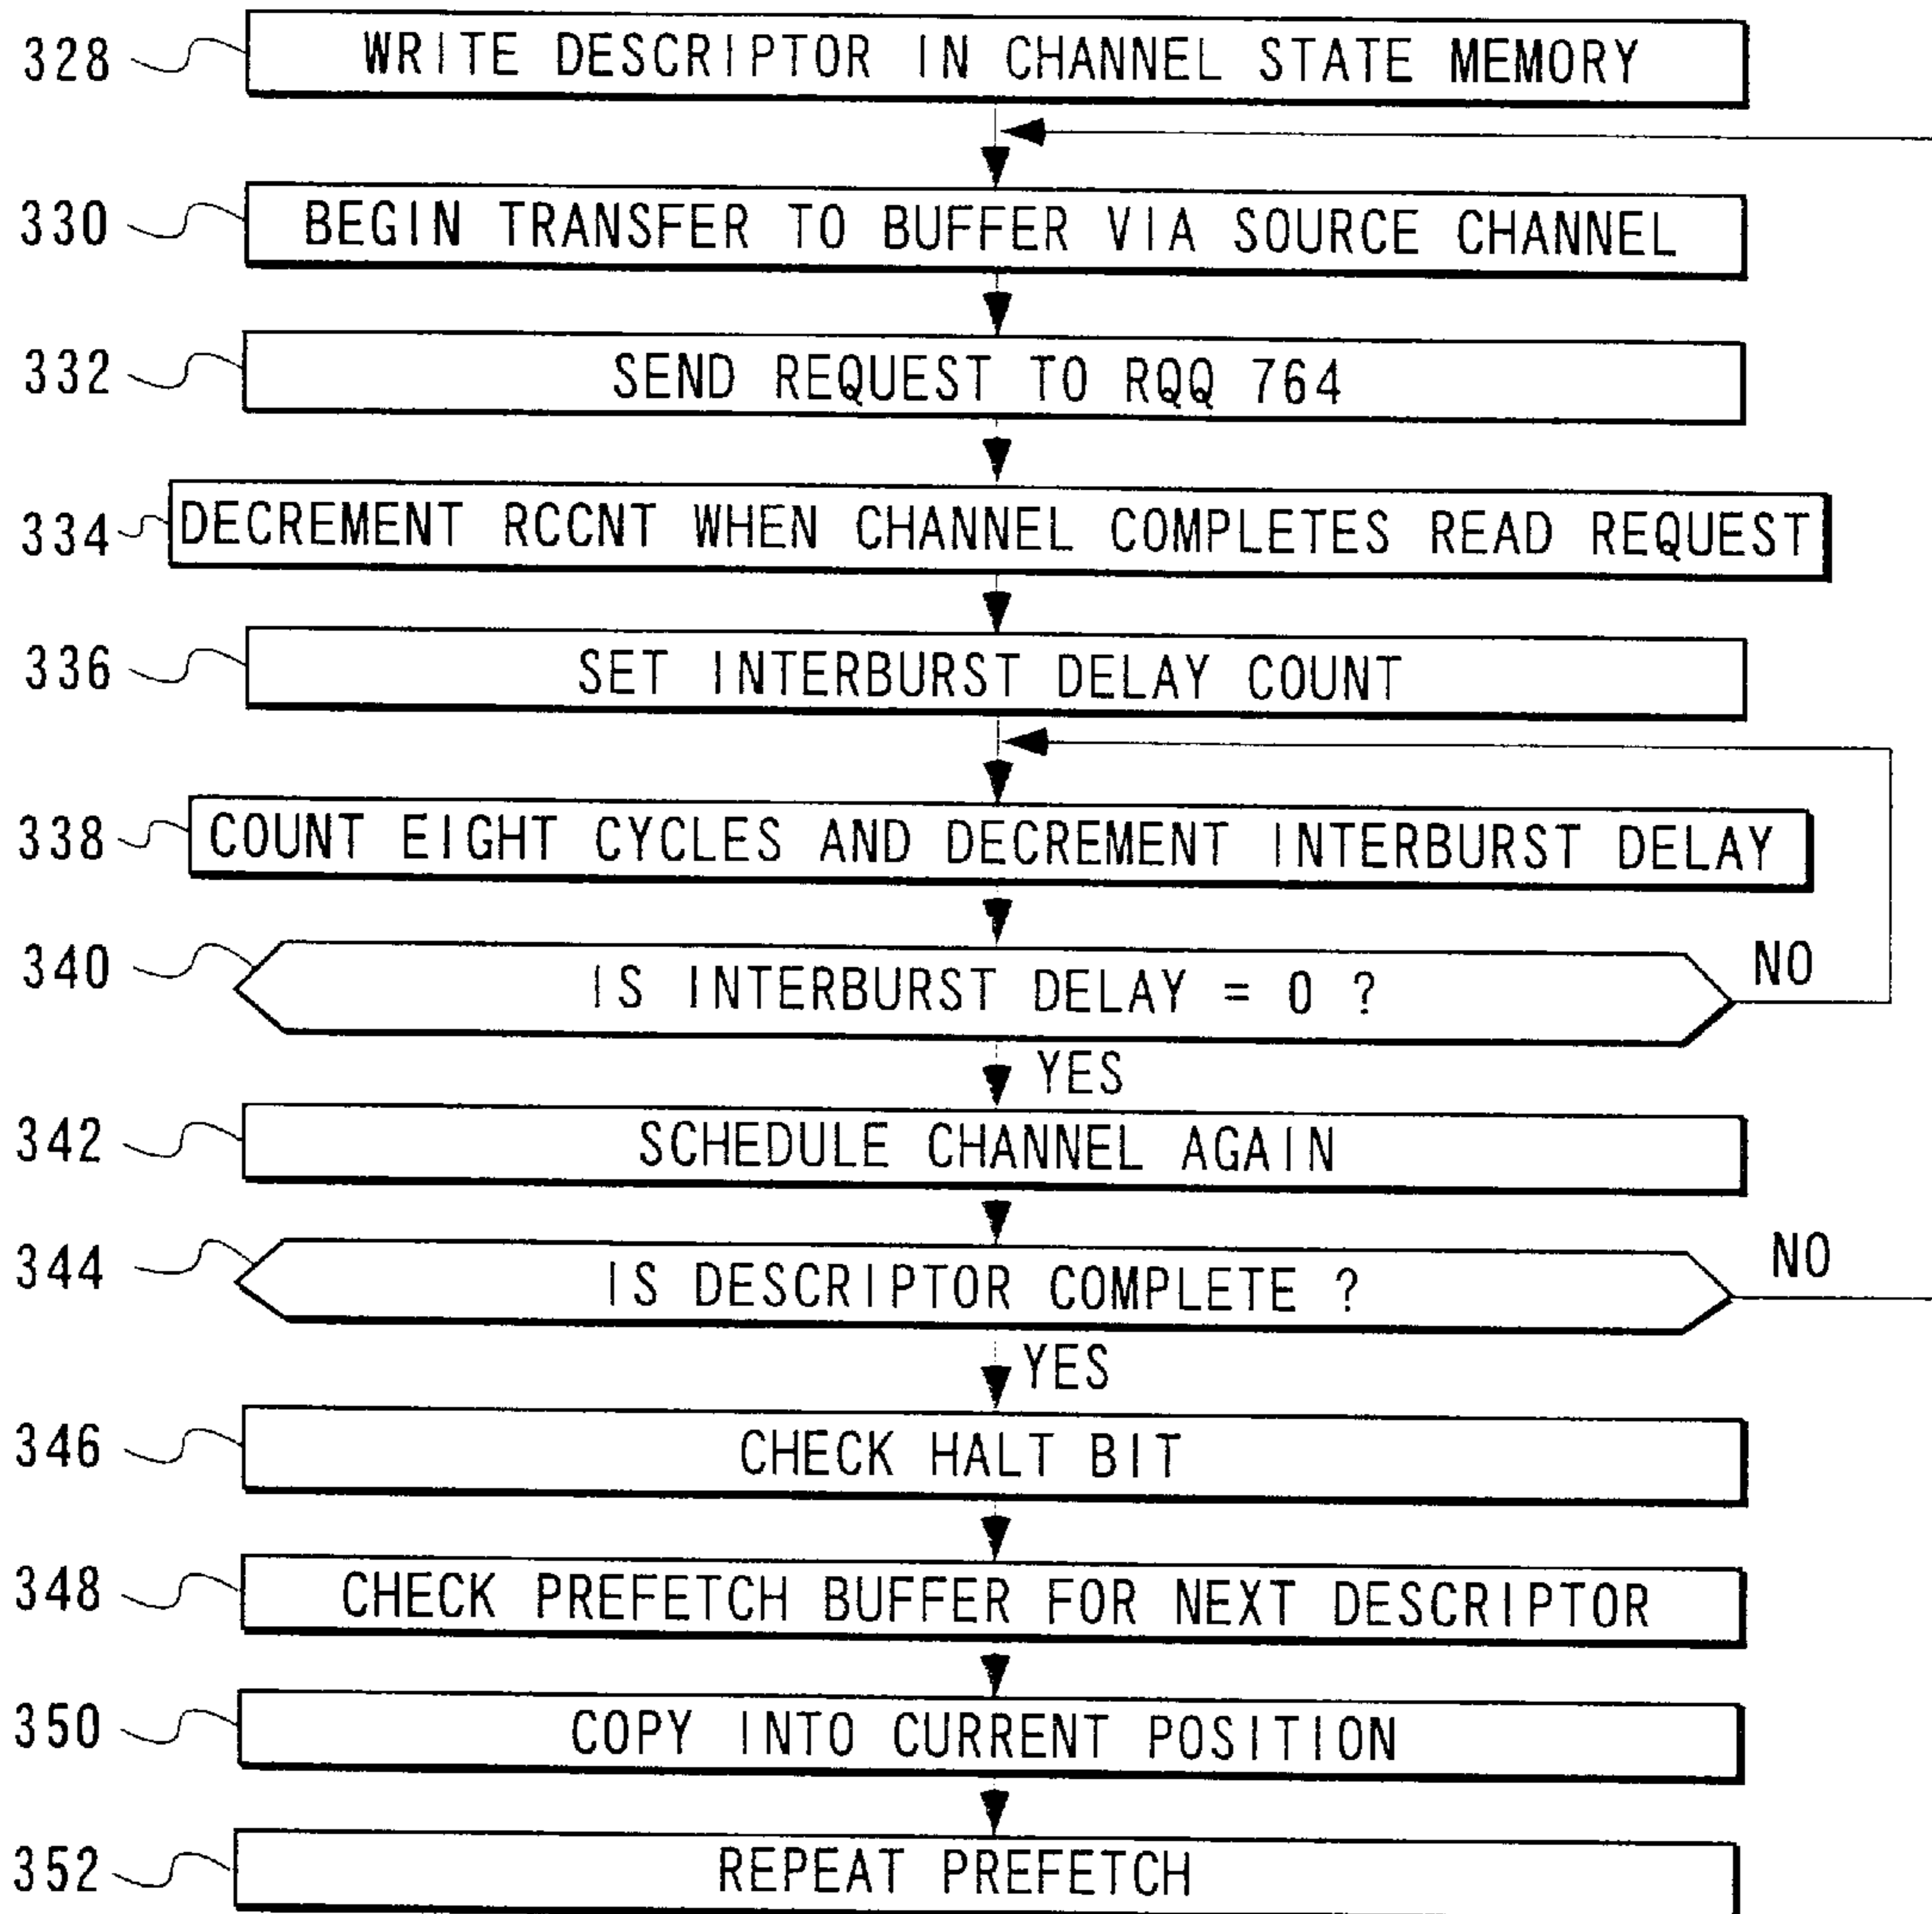 328 WRITE DESCRIPTOR IN CHANNEL STATE MEMORY
330 BEGIN TRANSFER TO BUFFER VIA SOURCE CHANNEL
332 SEND REQUEST TO RQQ 764
334 DECREMENT RCCNT WHEN CHANNEL COMPLETES READ REQUEST
336 SET INTERBURST DELAY COUNT
338 COUNT EIGHT CYCLES AND DECREMENT INTERBURST DELAY
340 IS INTERBURST DELAY = 0 ? NO
YES
342 SCHEDULE CHANNEL AGAIN
344 IS DESCRIPTOR COMPLETE ? NO
YES
346 CHECK HALT BIT
348 CHECK PREFETCH BUFFER FOR NEXT DESCRIPTOR
350 COPY INTO CURRENT POSITION
352 REPEAT PREFETCH